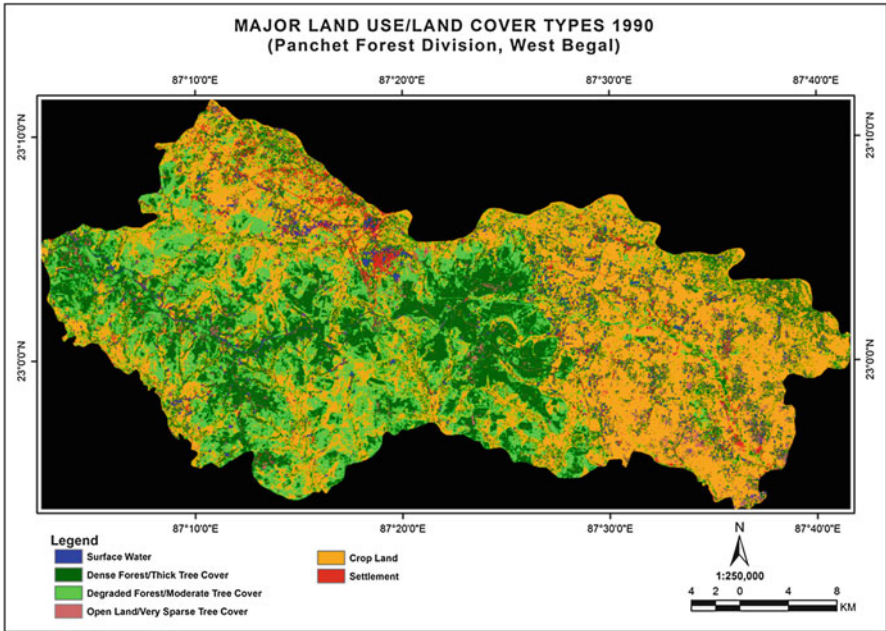 MAJOR LAND USE/LAND COVER TYPES 1990
(Panchet Forest Division, West Begal)
87°10'0"E 87°20'0"E 87°30'0"E 87°40'0"E
23°10'0"N 23°10'0"N
23°0'0"N 23°0'0"N
87°10'0"E 87°20'0"E 87°30'0"E 87°40'0"E
Legend
Surface Water
Dense Forest/Thick Tree Cover
Degraded Forest/Moderate Tree Cover
Open Land/Very Sparse Tree Cover
Crop Land
Settlement
N
1:250,000
4 2 0 4 8
KM